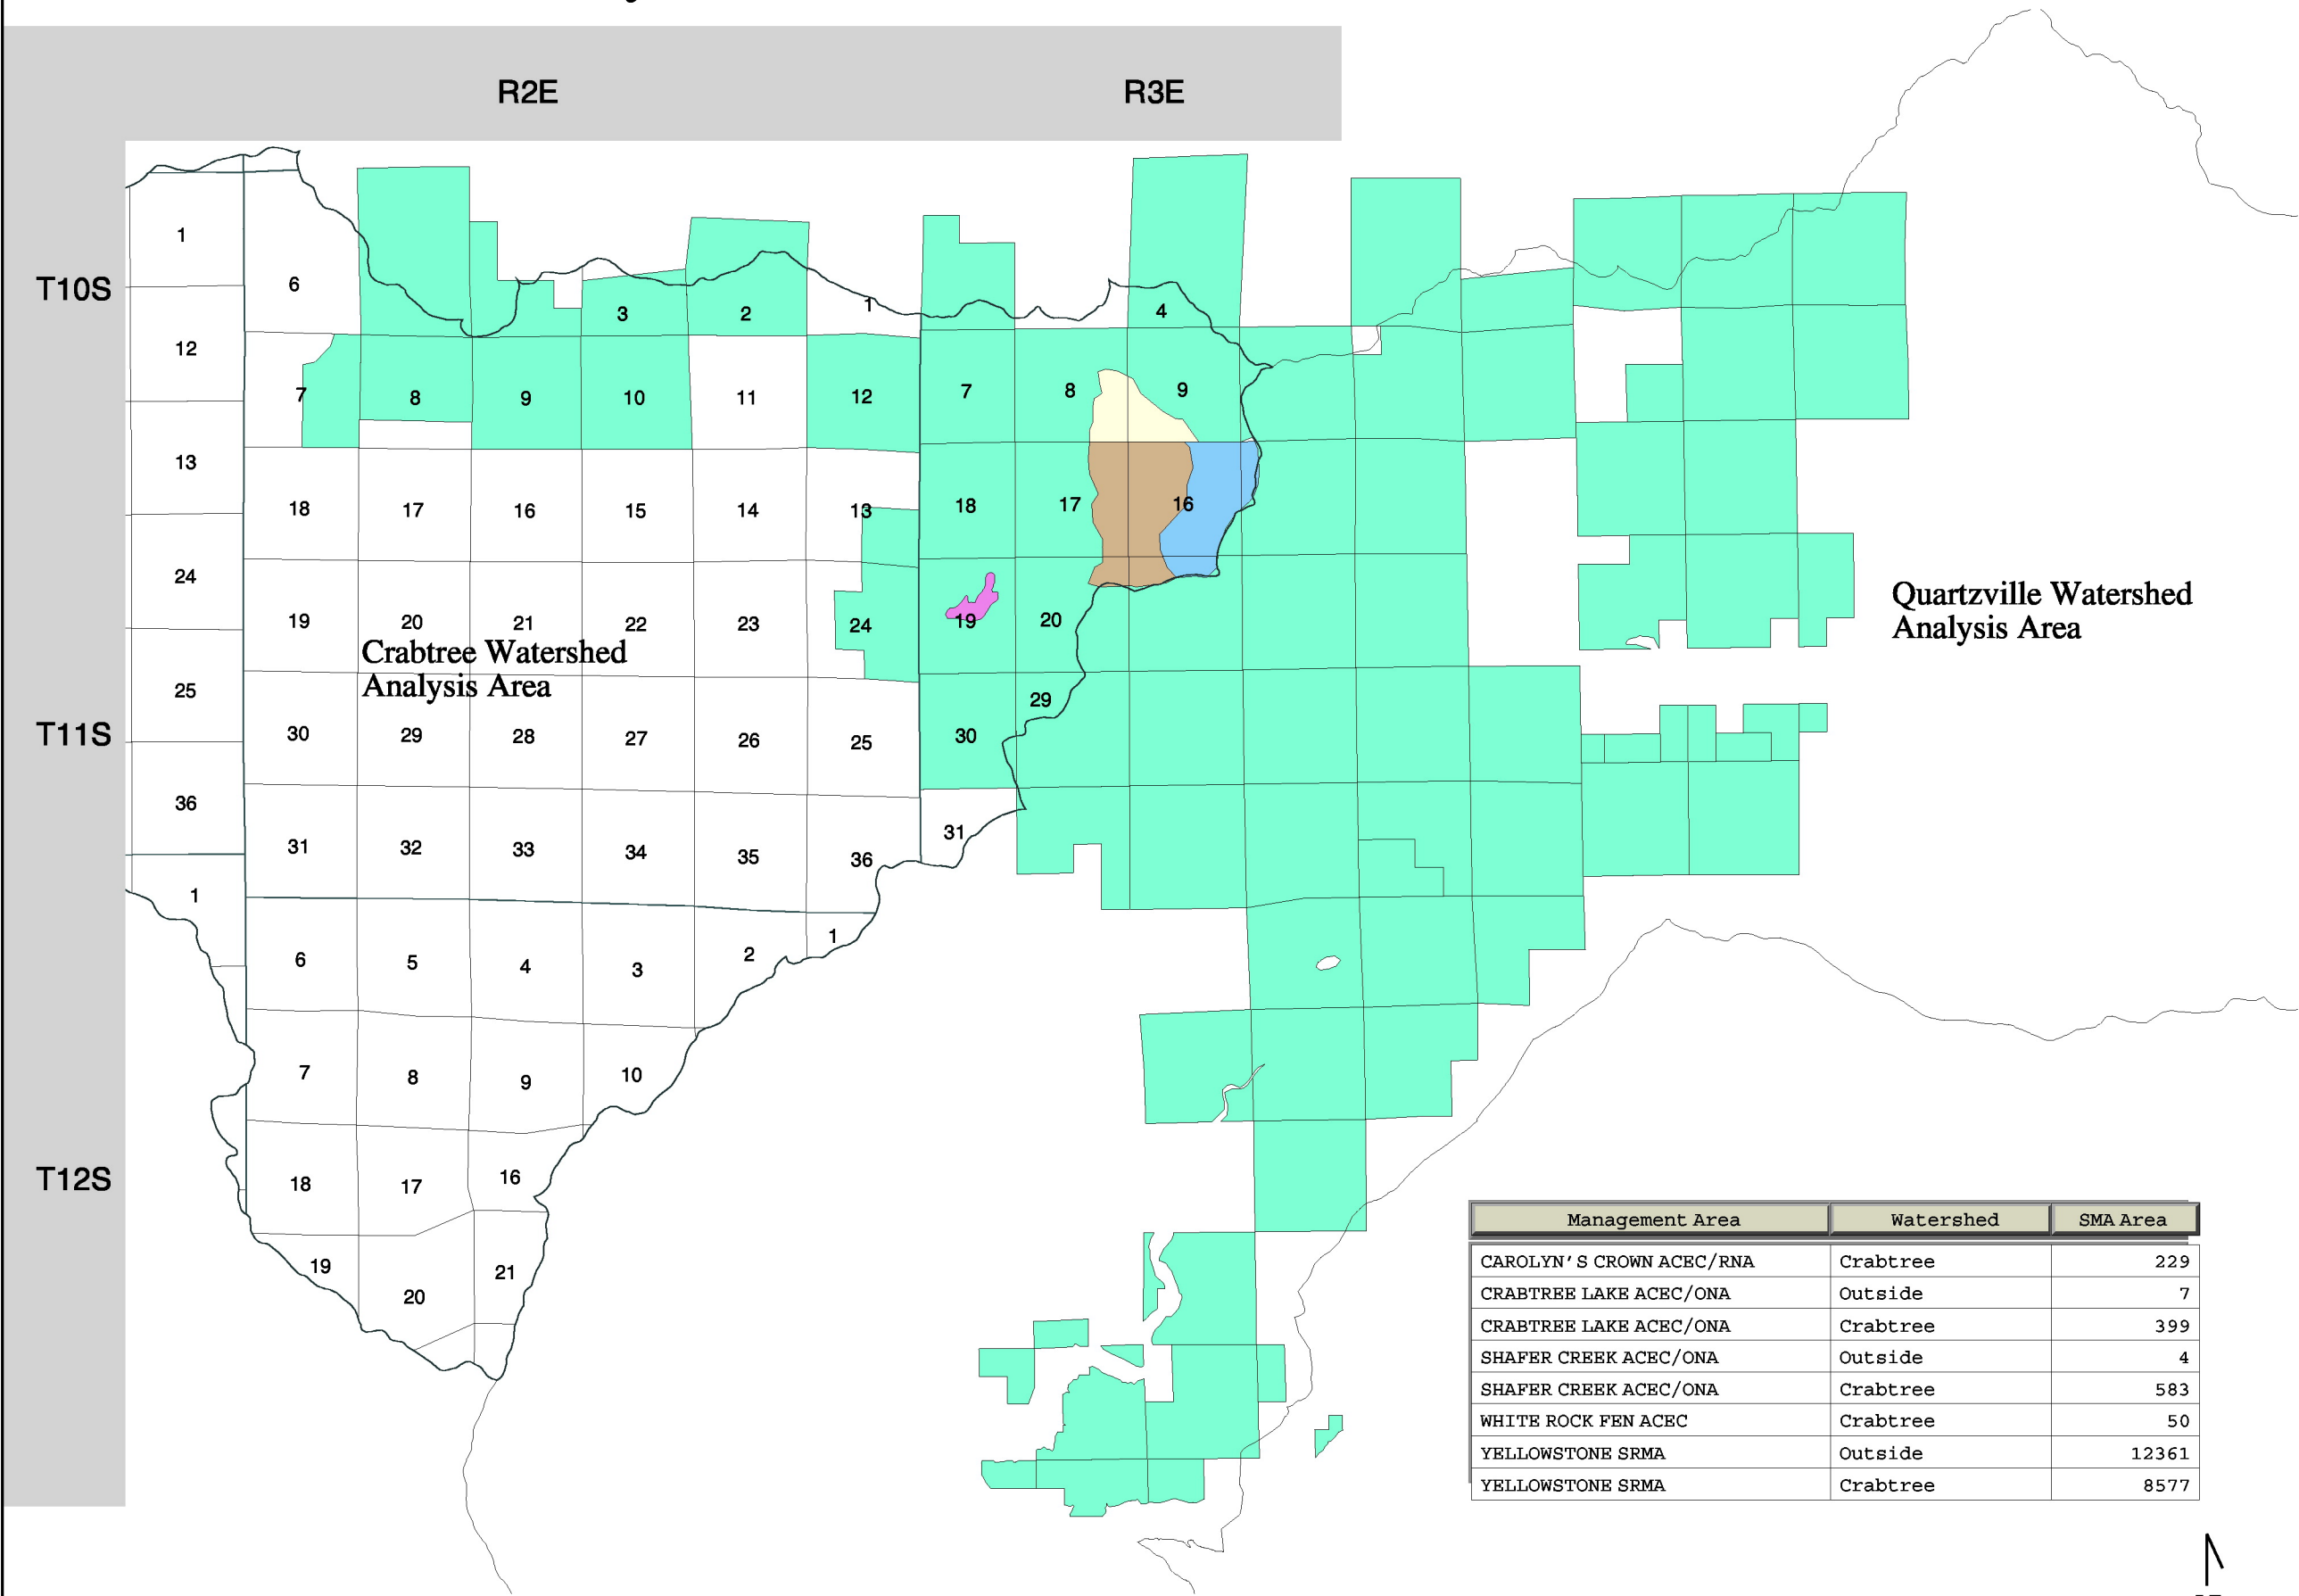 R2E R3E
1
6
T10S
3 2 1 4
12
7 8 9 10 11 12 7 8 9
13
18 17 16 15 14 13 18 17 16
24
19 20 21 22 23 24 19 20
Crabtree Watershed
Analysis Area
Quartzville Watershed
Analysis Area
25
29
T11S
30 29 28 27 26 25 30
36
31 32 33 34 35 36 31
1
6 5 4 3 2 1
7 8 9 10
T12S
18 17 16
19 20 21
Management Area Watershed SMA Area
CAROLYN'S CROWN ACEC/RNA Crabtree 229
CRABTREE LAKE ACEC/ONA Outside 7
CRABTREE LAKE ACEC/ONA Crabtree 399
SHAFER CREEK ACEC/ONA Outside 4
SHAFER CREEK ACEC/ONA Crabtree 583
WHITE ROCK FEN ACEC Crabtree 50
YELLOWSTONE SRMA Outside 12361
YELLOWSTONE SRMA Crabtree 8577